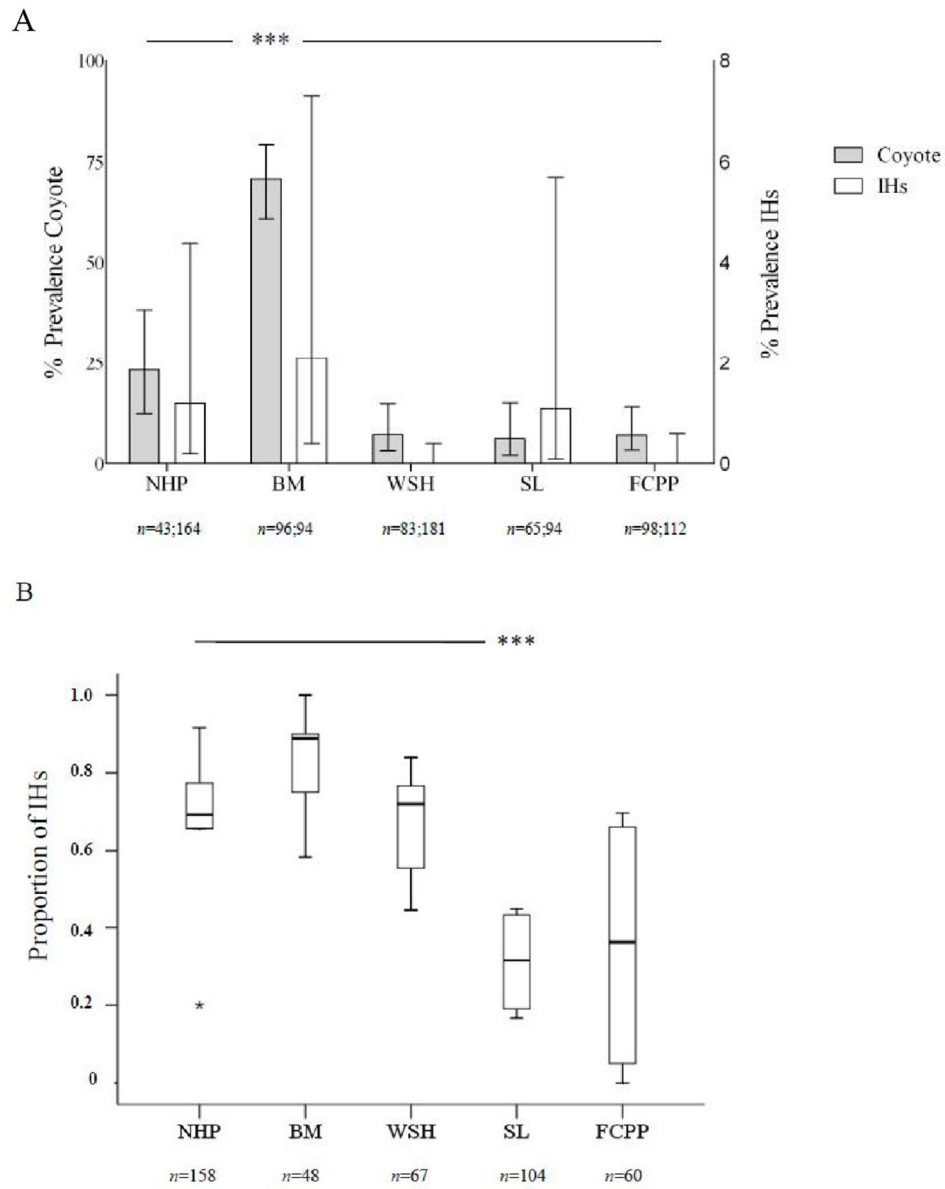 A
***
100
75
50
25
0
% Prevalence Coyote
8
6
4
2
0
% Prevalence IHs
Coyote
IHs
NHP BM WSH SL FCPP
n=43;164 n=96;94 n=83;181 n=65;94 n=98;112
B
***
1.0
0.8
0.6
0.4
0.2
0
Proportion of IHs
*
NHP BM WSH SL FCPP
n=158 n=48 n=67 n=104 n=60